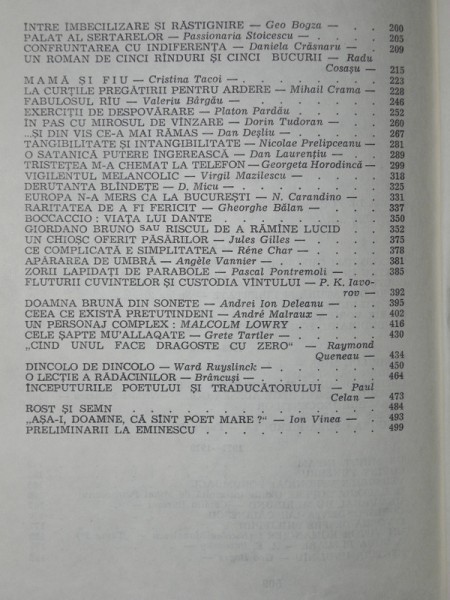 INTRE ÎMBECILIZARE ȘI RĂSTIGNIRE — Geo Bogza . . . 200
PALAT AL SERTARELOR — Passionaria Stoicescu . . . . 205
CONFRUNTAREA CU INDIFERENȚA — Daniela Crăsnaru . . 209
UN ROMAN DE CINCI RÎNDURI ȘI CINCI BUCURII — Radu
Cosașu — 215
MAMĂ ȘI FIU — Cristina Tacoi . . . . . . . 223
LA CURȚILE PREGĂTIRII PENTRU ARDERE — Mihail Crama . 228
FABULOSUL RÎU — Valeriu Bârgău . . . . . . . 246
EXERCIȚII DE DESPOVĂRARE — Platon Pardău . . . . 252
IN PAS CU MIROSUL DE VÎNZARE — Dorin Tudoran . . . 260
...ȘI DIN VIS CE-A MAI RĂMAS — Dan Deșliu . . . . 267
TANGIBILITATE ȘI INTANGIBILITATE — Nicolae Prelipceanu — 281
O SATANICĂ PUTERE ÎNGEREASCĂ — Dan Laurențiu . . . 289
TRISTEȚEA M-A CHEMAT LA TELEFON — Georgeta Horodincă — 299
VIGILENTUL MELANCOLIC — Virgil Mazilescu . . . . 318
DERUTANTA BLÎNDEȚE — D. Micu . . . . . . . 325
EUROPA N-A MERS CA LA BUCUREȘTI — N. Carandino . . 331
RARITATEA DE A FI FERICIT — Gheorghe Bălan . . . . 337
BOCCACCIO : VIAȚA LUI DANTE . . . . . . . 350
GIORDANO BRUNO SAU RISCUL DE A RĂMÎNE LUCID . . 352
UN CHIOȘC OFERIT PĂSĂRILOR — Jules Gilles . . . . 375
CE COMPLICATĂ E SIMPLITATEA — Réne Char . . . . 378
APĂRAREA DE UMBRĂ — Angèle Vannier . . . . . 381
ZORII LAPIDAȚI DE PARABOLE — Pascal Pontremoli . . . 385
FLUTURII CUVINTELOR ȘI CUSTODIA VÎNTULUI — P. K. Iavo-
rov — 392
DOAMNA BRUNĂ DIN SONETE — Andrei Ion Deleanu . . . 395
CEEA CE EXISTĂ PRETUTINDENI — André Malraux . . . 402
UN PERSONAJ COMPLEX : MALCOLM LOWRY . . . . 416
CELE ȘAPTE MU'ALLAQATE — Grete Tartler . . . . . 430
„CIND UNUL FACE DRAGOSTE CU ZERO" — Raymond
Queneau — 434
DINCOLO DE DINCOLO — Ward Ruyslinck . . . . . 450
O LECȚIE A RĂDĂCINILOR — Brâncuși . . . . . . 464
ÎNCEPUTURILE POETULUI ȘI TRADUCĂTORULUI — Paul
Celan — 473
ROST ȘI SEMN . . . . . . . . . . . 484
„AȘA-I, DOAMNE, CĂ SÎNT POET MARE ?" — Ion Vinea . . 493
PRELIMINARII LA EMINESCU . . . . . . . . 499